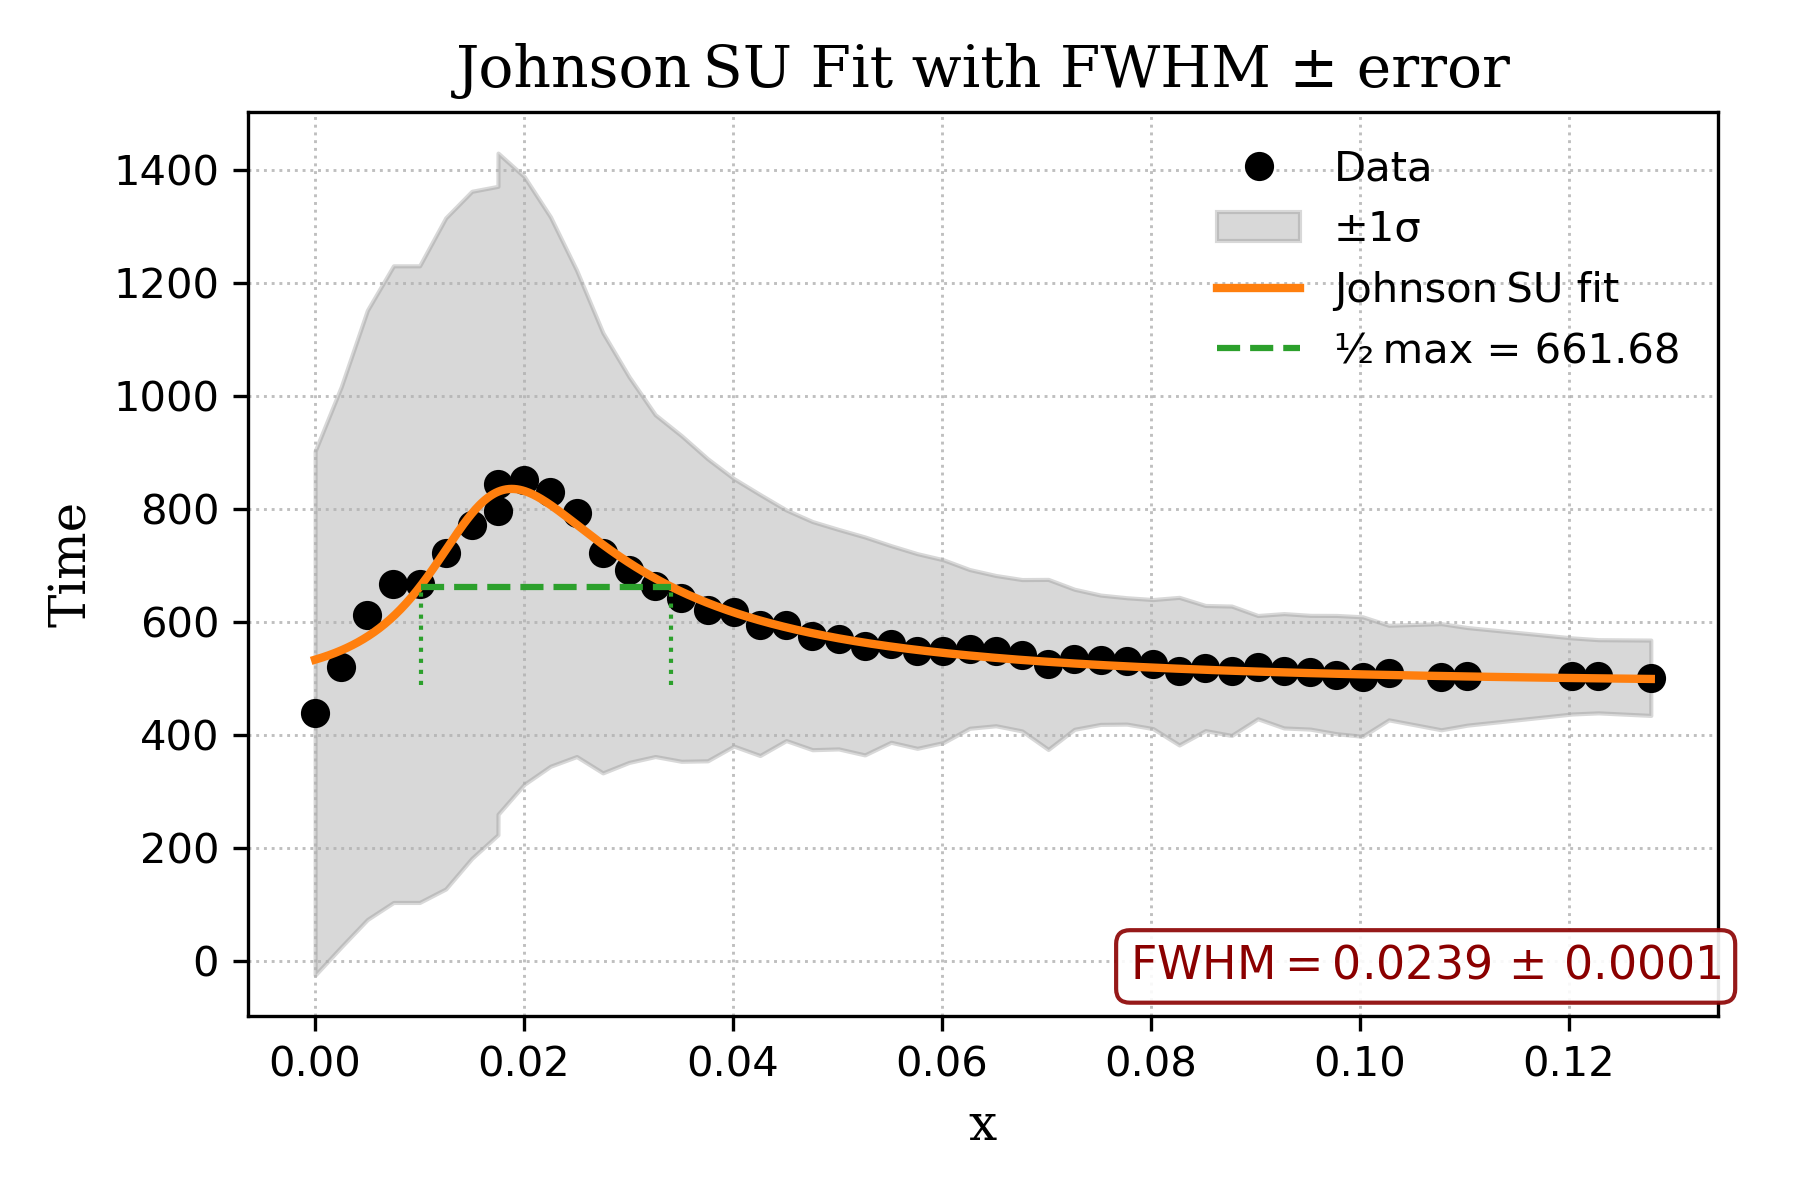 Johnson SU Fit with FWHM ± error
Time
1400
1200
1000
800
600
400
200
0
Data
±1σ
Johnson SU fit
½ max = 661.68
FWHM = 0.0239 ± 0.0001
0.00 0.02 0.04 0.06 0.08 0.10 0.12
x